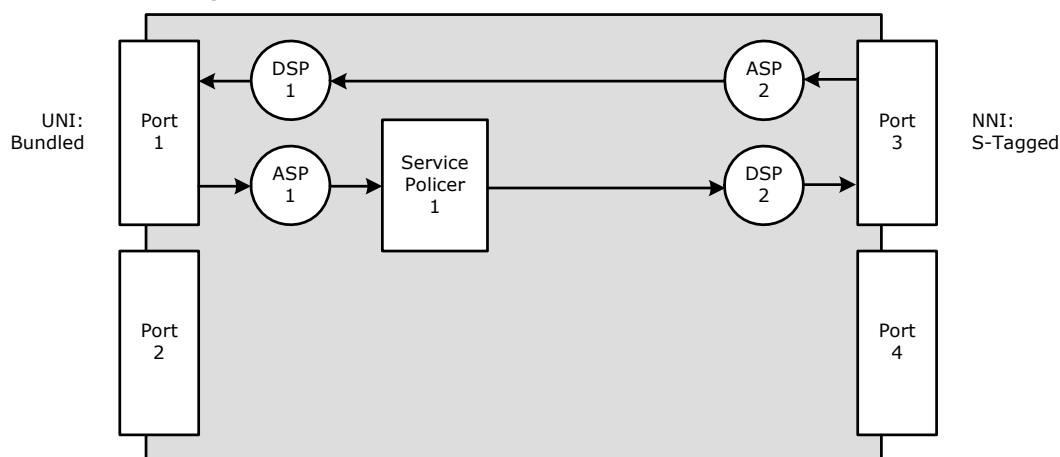 UNI:
Bundled
Port
1
DSP
1
ASP
2
Port
3
NNI:
S-Tagged
ASP
1
Service
Policer
1
DSP
2
Port
2
Port
4